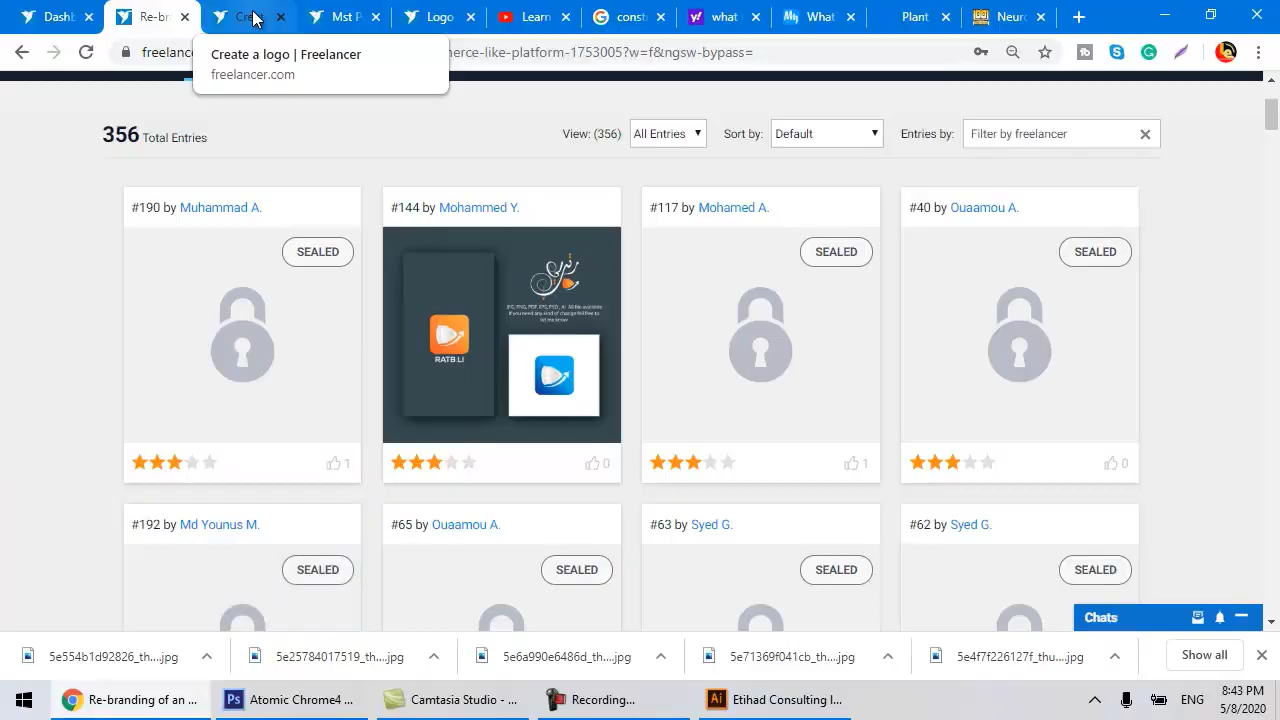 Dashl
Re-bran
Cre
Mst P
Logo
Learn
const
what
What
Plant
Neuro
freelanc
erce-like-platform-1753005?w=f&ngsw-bypass=
Create a logo | Freelancer
freelancer.com
356 Total Entries
View: (356) All Entries
Sort by: Default
Entries by: Filter by freelancer
#190 by Muhammad A.
#144 by Mohammed Y.
#117 by Mohamed A.
#40 by Ouaamou A.
SEALED
SEALED
SEALED
RATB.LI
1
0
1
0
#192 by Md Younus M.
#65 by Ouaamou A.
#63 by Syed G.
#62 by Syed G.
SEALED
SEALED
SEALED
SEALED
Chats
5e554b1d92826_th....jpg
5e25784017519_th....jpg
5e6a990e6486d_th....jpg
5e71369f041cb_th....jpg
5e4f7f226127f_thu....jpg
Show all
Re-branding of an ...
Atomic Chrome4 ...
Camtasia Studio - ...
Recording...
Etihad Consulting I...
ENG
8:43 PM
5/8/2020